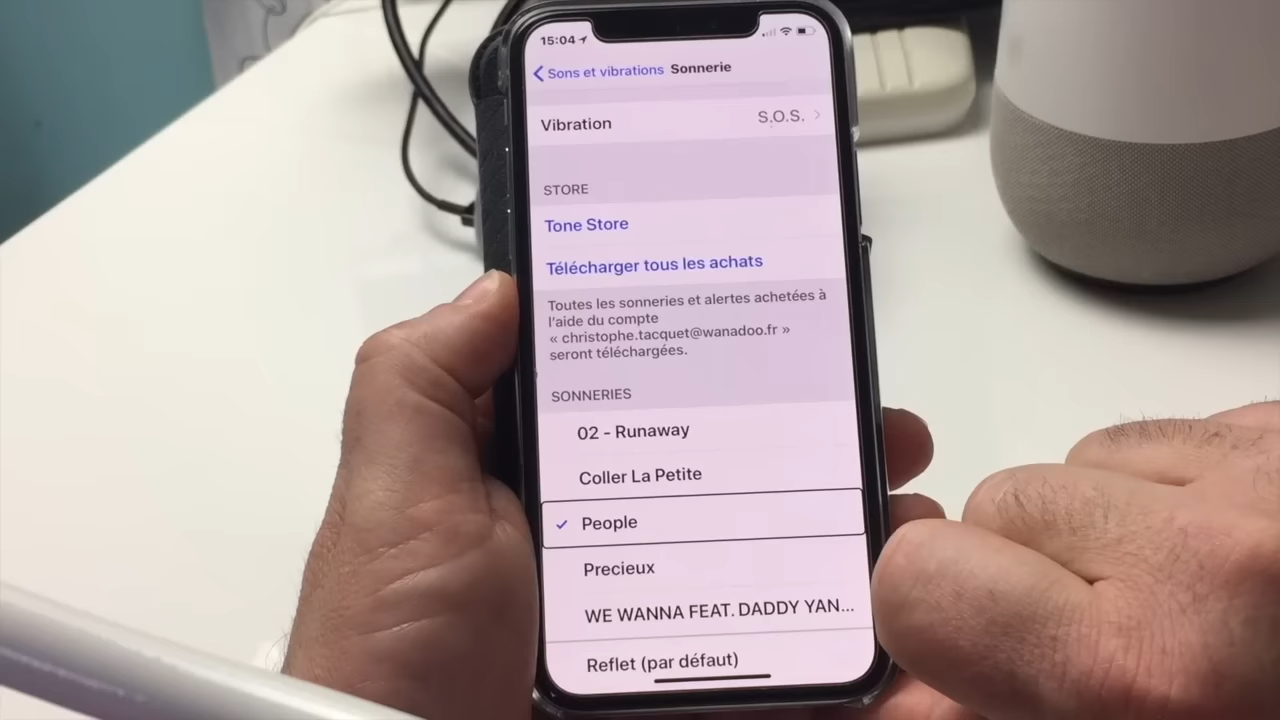 15:04
Sons et vibrations Sonnerie
Vibration S.O.S.
STORE
Tone Store
Télécharger tous les achats
Toutes les sonneries et alertes achetées à
l'aide du compte
« christophe.tacquet@wanadoo.fr »
seront téléchargées.
SONNERIES
02 - Runaway
Coller La Petite
People
Precieux
WE WANNA FEAT. DADDY YAN...
Reflet (par défaut)